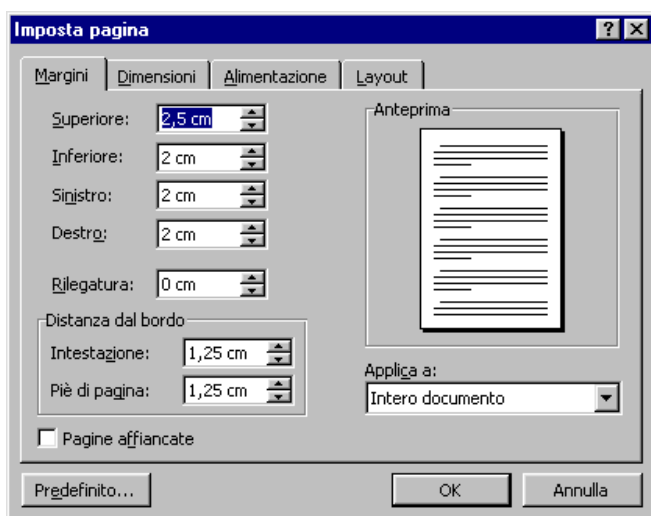 Imposta pagina
Margini Dimensioni Alimentazione Layout
Superiore: 2,5 cm
Inferiore: 2 cm
Sinistro: 2 cm
Destro: 2 cm
Rilegatura: 0 cm
Distanza dal bordo
Intestazione: 1,25 cm
Piè di pagina: 1,25 cm
Pagine affiancate
Anteprima
Applica a:
Intero documento
Predefinito... OK Annulla